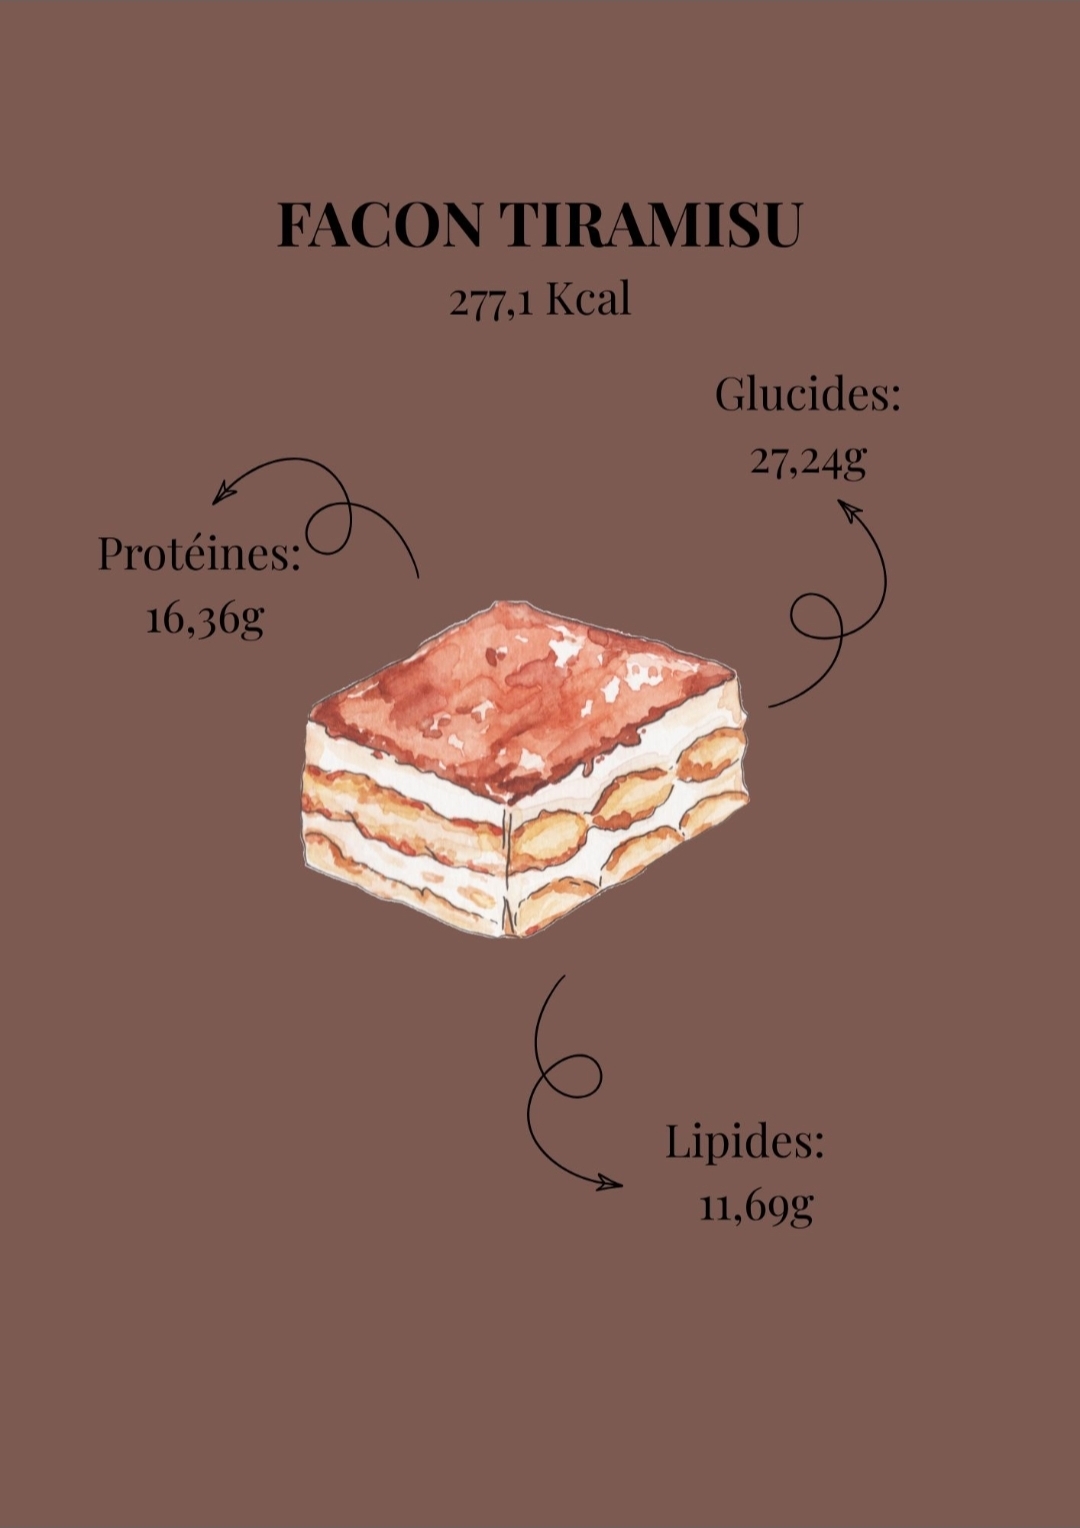 FACON TIRAMISU
277,1 Kcal
Glucides:
27,24g
Protéines:
16,36g
Lipides:
11,69g